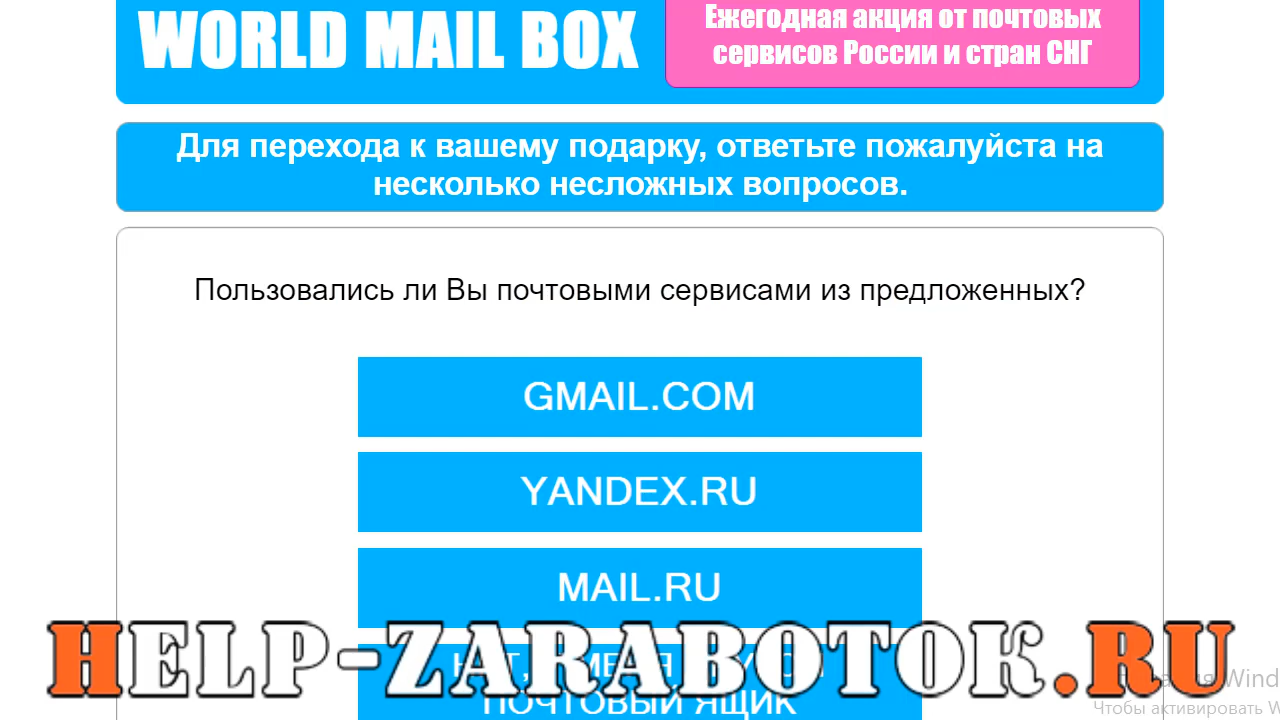 WORLD MAIL BOX
Ежегодная акция от почтовых
сервисов России и стран СНГ
Для перехода к вашему подарку, ответьте пожалуйста на
несколько несложных вопросов.
Пользовались ли Вы почтовыми сервисами из предложенных?
GMAIL.COM
YANDEX.RU
MAIL.RU
ПОЧТОВЫЙ ЯЩИК
HELP-ZARABOTOK.RU
Чтобы активировать W